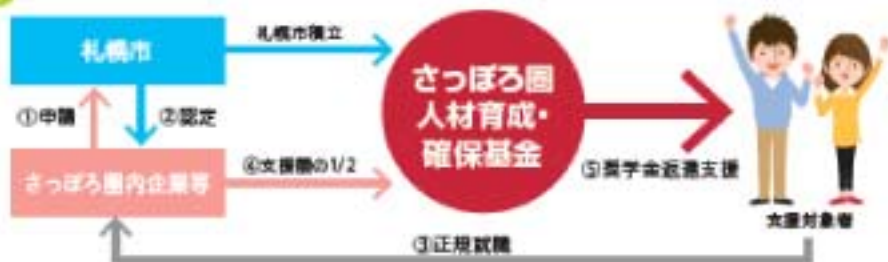 札幌市
札幌市積立
①申請
②認定
さっぽろ圏内企業等
④支援額の1/2
さっぽろ圏
人材育成・
確保基金
⑤奨学金返還支援
支援対象者
③正規就職